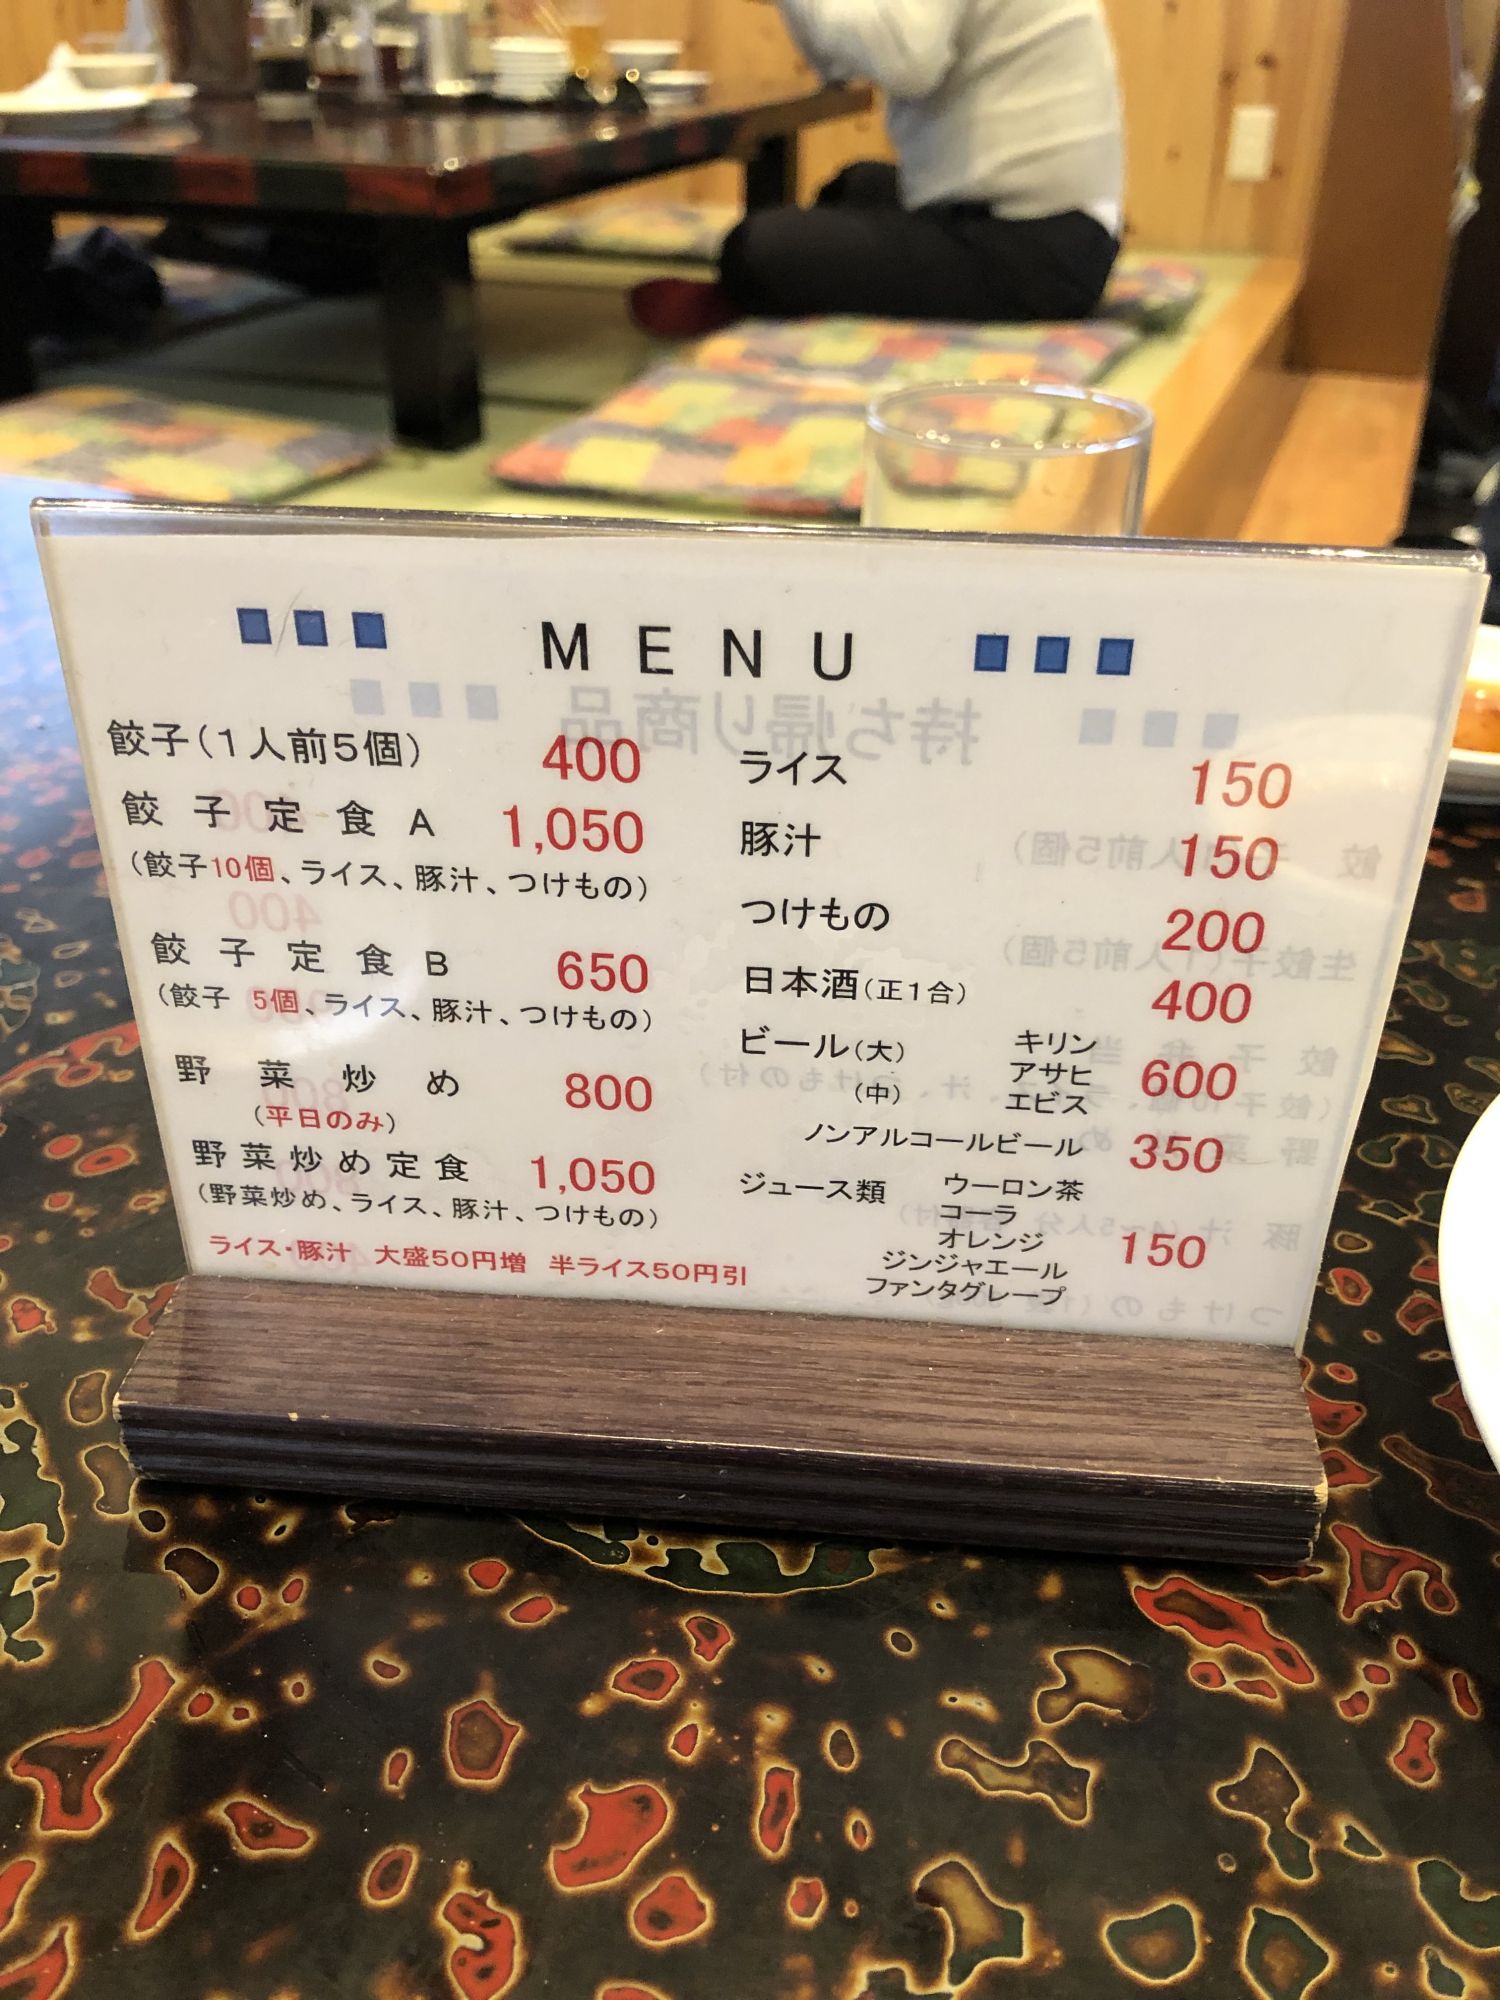 MENU
餃子(1人前5個) 400
餃子定食A 1,050
(餃子10個、ライス、豚汁、つけもの)
餃子定食B 650
(餃子 5個、ライス、豚汁、つけもの)
野菜炒め 800
(平日のみ)
野菜炒め定食 1,050
(野菜炒め、ライス、豚汁、つけもの)
ライス・豚汁 大盛50円増 半ライス50円引
ライス 150
豚汁 150
つけもの 200
日本酒(正1合) 400
ビール(大) キリン
アサヒ 600
(中) エビス
ノンアルコールビール 350
ジュース類 ウーロン茶
コーラ
オレンジ 150
ジンジャエール
ファンタグレープ
持ち帰り商品